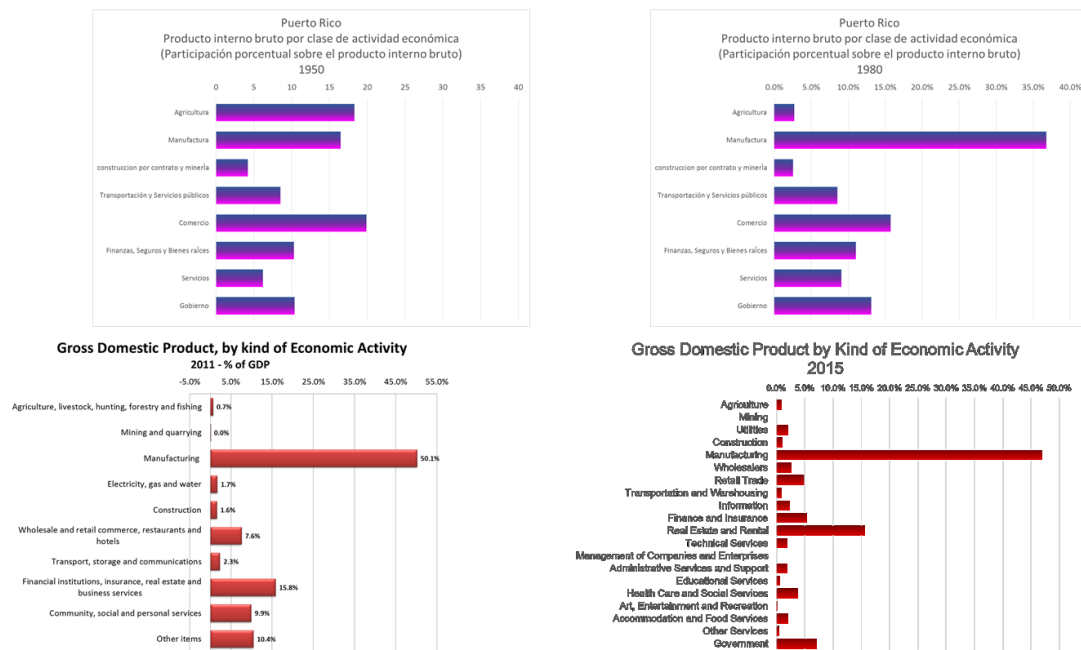 Puerto Rico
Producto interno bruto por clase de actividad económica
(Participación porcentual sobre el producto interno bruto)
1950
0 5 10 15 20 25 30 35 40
Agricultura
Manufactura
construccion por contrato y minerÌa
Transportación y Servicios públicos
Comercio
Finanzas, Seguros y Bienes raÌces
Servicios
Gobierno
Puerto Rico
Producto interno bruto por clase de actividad económica
(Participación porcentual sobre el producto interno bruto)
1980
0.0% 5.0% 10.0% 15.0% 20.0% 25.0% 30.0% 35.0% 40.0%
Agricultura
Manufactura
construccion por contrato y minerÌa
Transportación y Servicios públicos
Comercio
Finanzas, Seguros y Bienes raÌces
Servicios
Gobierno
Gross Domestic Product, by kind of Economic Activity
2011 - % of GDP
-5.0% 5.0% 15.0% 25.0% 35.0% 45.0% 55.0%
Agriculture, livestock, hunting, forestry and fishing 0.7%
Mining and quarrying 0.0%
Manufacturing 50.1%
Electricity, gas and water 1.7%
Construction 1.6%
Wholesale and retail commerce, restaurants and
hotels 7.6%
Transport, storage and communications 2.3%
Financial institutions, insurance, real estate and
business services 15.8%
Community, social and personal services 9.9%
Other items 10.4%
Gross Domestic Product by Kind of Economic Activity
2015
0.0% 5.0% 10.0% 15.0% 20.0% 25.0% 30.0% 35.0% 40.0% 45.0% 50.0%
Agriculture
Mining
Utilities
Construction
Manufacturing
Wholesalers
Retail Trade
Transportation and Warehousing
Information
Finance and Insurance
Real Estate and Rental
Technical Services
Management of Companies and Enterprises
Administrative Services and Support
Educational Services
Health Care and Social Services
Art, Entertainment and Recreation
Accommodation and Food Services
Other Services
Government